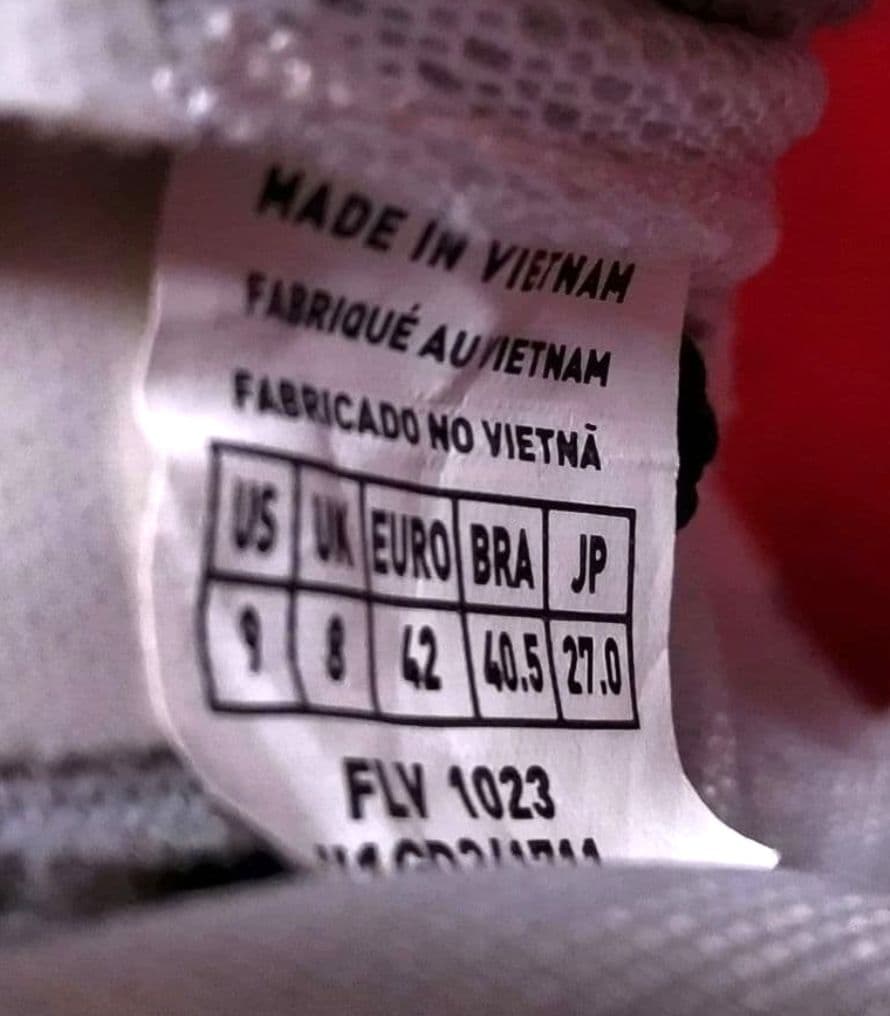 MADE IN VIETNAM
FABRIQUÉ AU VIETNAM
FABRICADO NO VIETNÃ
US UK EURO BRA JP
9 8 42 40.5 27.0
FLV 1023